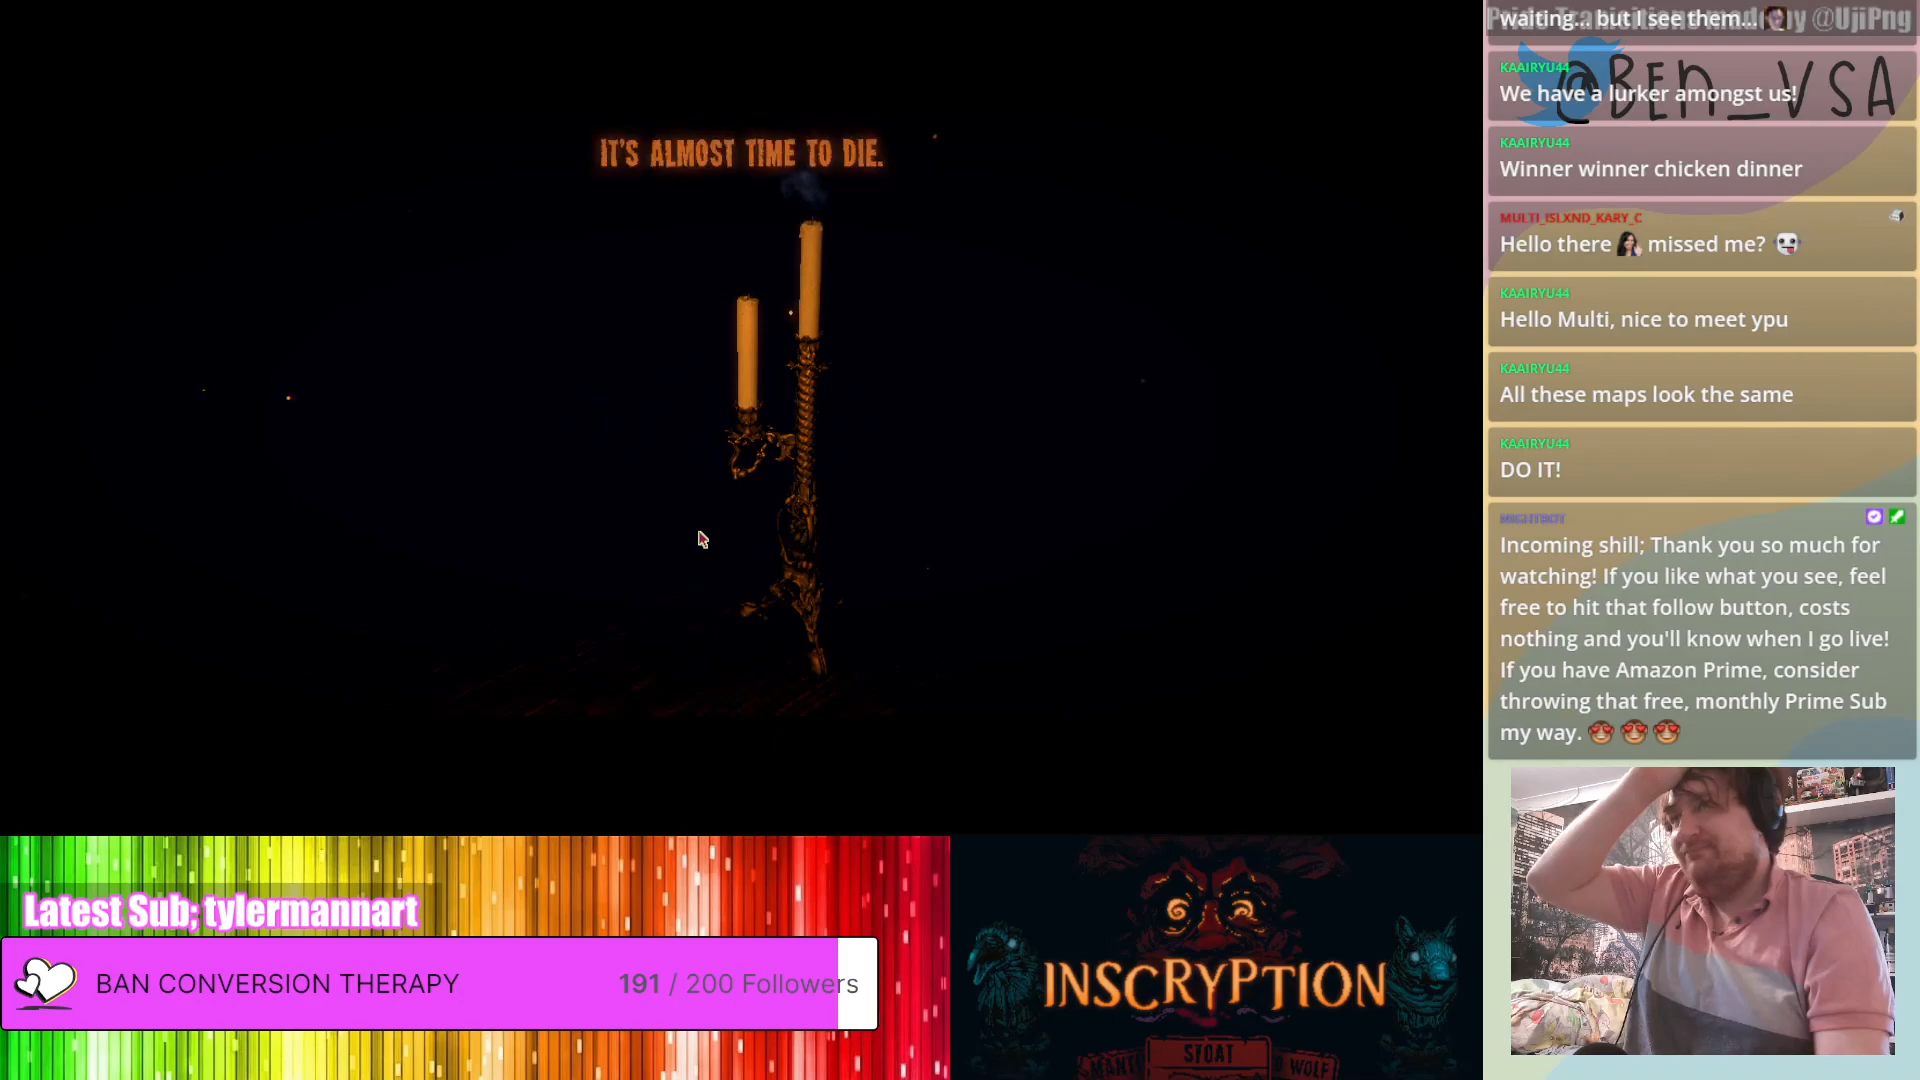 IT'S ALMOST TIME TO DIE.
Pride Transitions made by @UjiPng
waiting... but I see them...
@BEN_VSA
KAAIRYU44
We have a lurker amongst us!
KAAIRYU44
Winner winner chicken dinner
MULTI_ISLXND_KARY_C
Hello there missed me?
KAAIRYU44
Hello Multi, nice to meet ypu
KAAIRYU44
All these maps look the same
KAAIRYU44
DO IT!
NIGHTBOT
Incoming shill; Thank you so much for
watching! If you like what you see, feel
free to hit that follow button, costs
nothing and you'll know when I go live!
If you have Amazon Prime, consider
throwing that free, monthly Prime Sub
my way.
Latest Sub; tylermannart
BAN CONVERSION THERAPY
191 / 200 Followers
INSCRYPTION
STOAT
WOLF